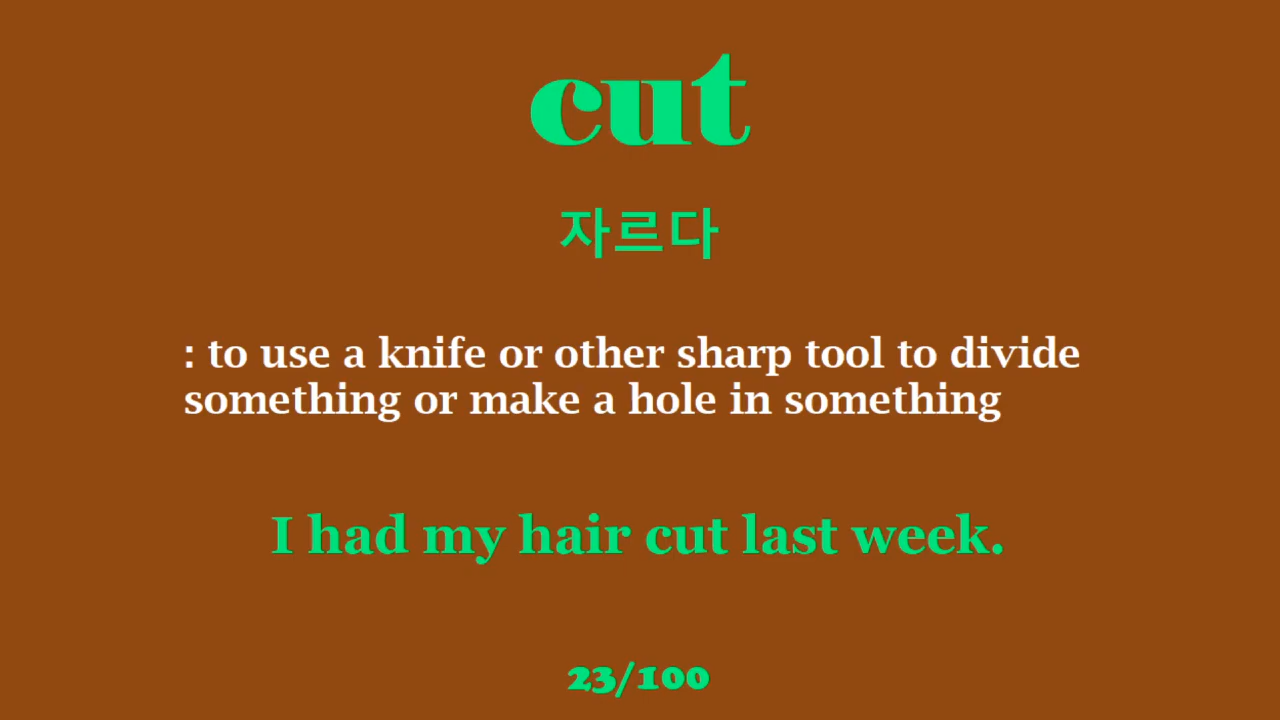 cut
자르다
: to use a knife or other sharp tool to divide
something or make a hole in something
I had my hair cut last week.
23/100